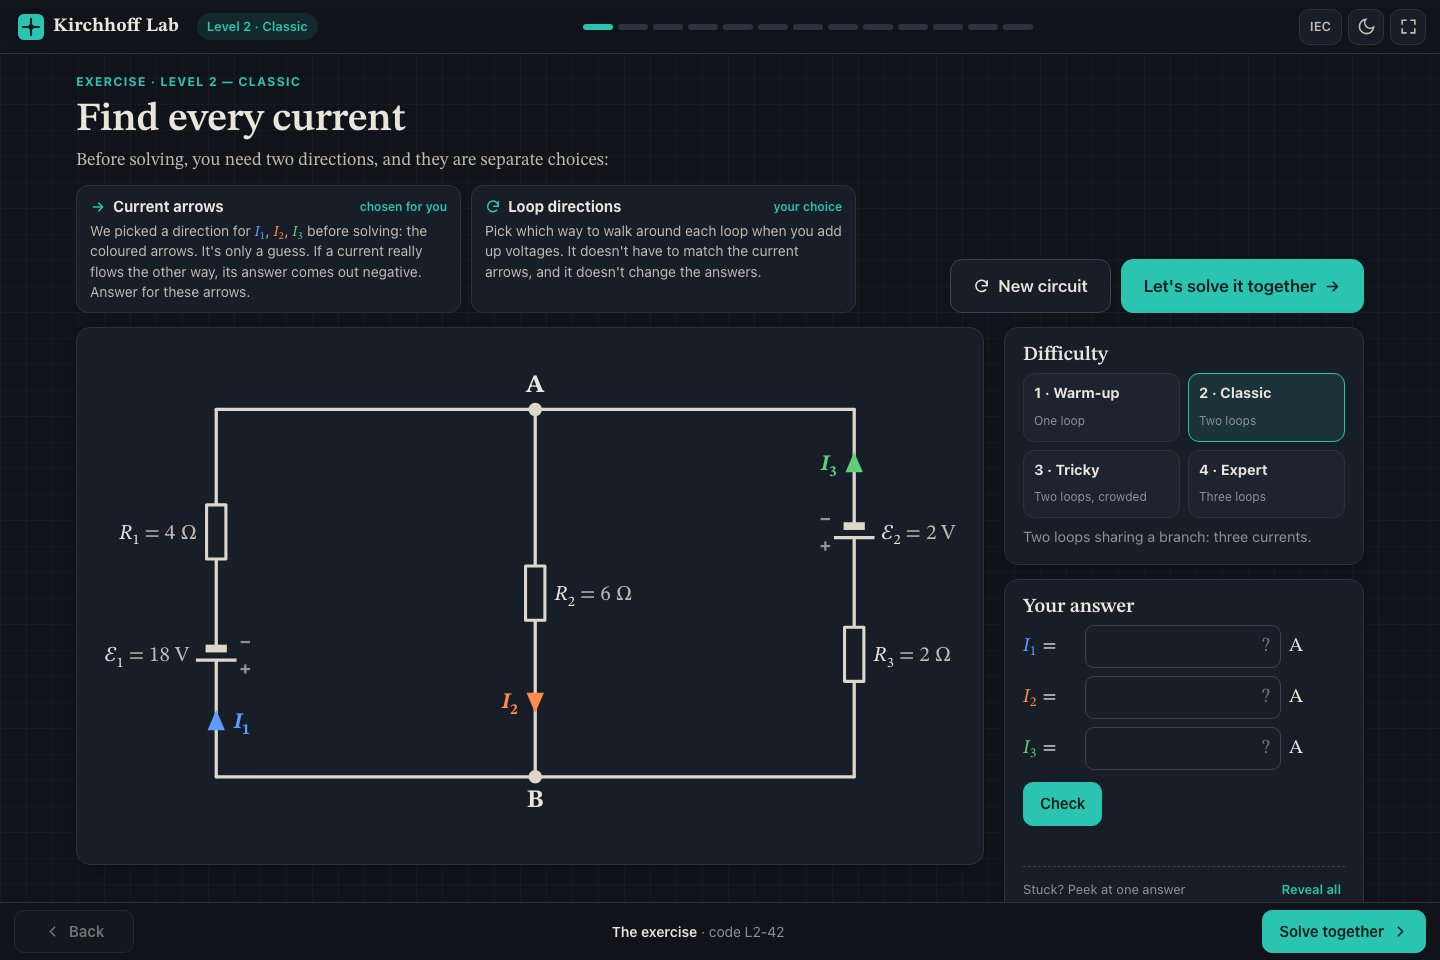 Kirchhoff Lab
Level 2 · Classic
IEC
EXERCISE · LEVEL 2 — CLASSIC
Find every current
Before solving, you need two directions, and they are separate choices:
Current arrows
chosen for you
We picked a direction for I₁, I₂, I₃ before solving: the
coloured arrows. It's only a guess. If a current really
flows the other way, its answer comes out negative.
Answer for these arrows.
Loop directions
your choice
Pick which way to walk around each loop when you add
up voltages. It doesn't have to match the current
arrows, and it doesn't change the answers.
New circuit
Let's solve it together
A
I₃
R₁ = 4 Ω
−
+
ℰ₂ = 2 V
R₂ = 6 Ω
ℰ₁ = 18 V
−
+
R₃ = 2 Ω
I₂
I₁
B
Difficulty
1 · Warm-up
One loop
2 · Classic
Two loops
3 · Tricky
Two loops, crowded
4 · Expert
Three loops
Two loops sharing a branch: three currents.
Your answer
I₁ = ? A
I₂ = ? A
I₃ = ? A
Check
Stuck? Peek at one answer
Reveal all
Back
The exercise · code L2-42
Solve together